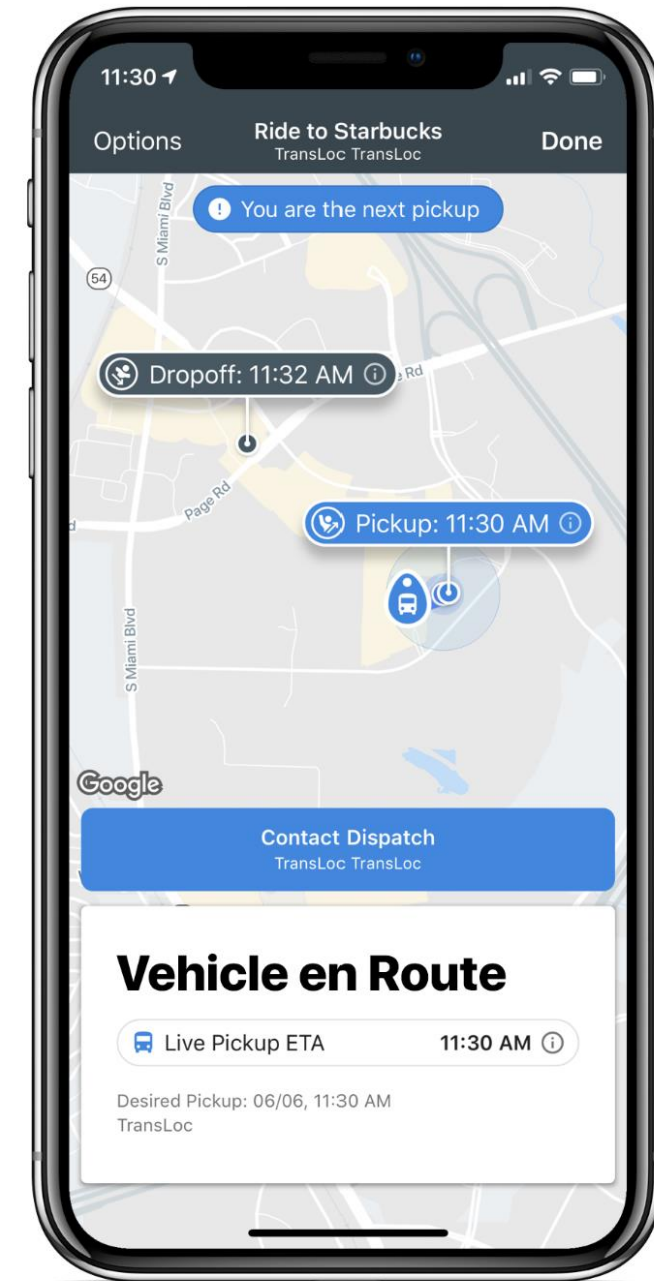 11:30
Options
Ride to Starbucks
Done
TransLoc TransLoc
You are the next pickup
S Miami Blvd
54
Dropoff: 11:32 AM
Rd
Page Rd
Pickup: 11:30 AM
S Miami Blvd
Google
Contact Dispatch
TransLoc TransLoc
Vehicle en Route
Live Pickup ETA 11:30 AM
Desired Pickup: 06/06, 11:30 AM
TransLoc